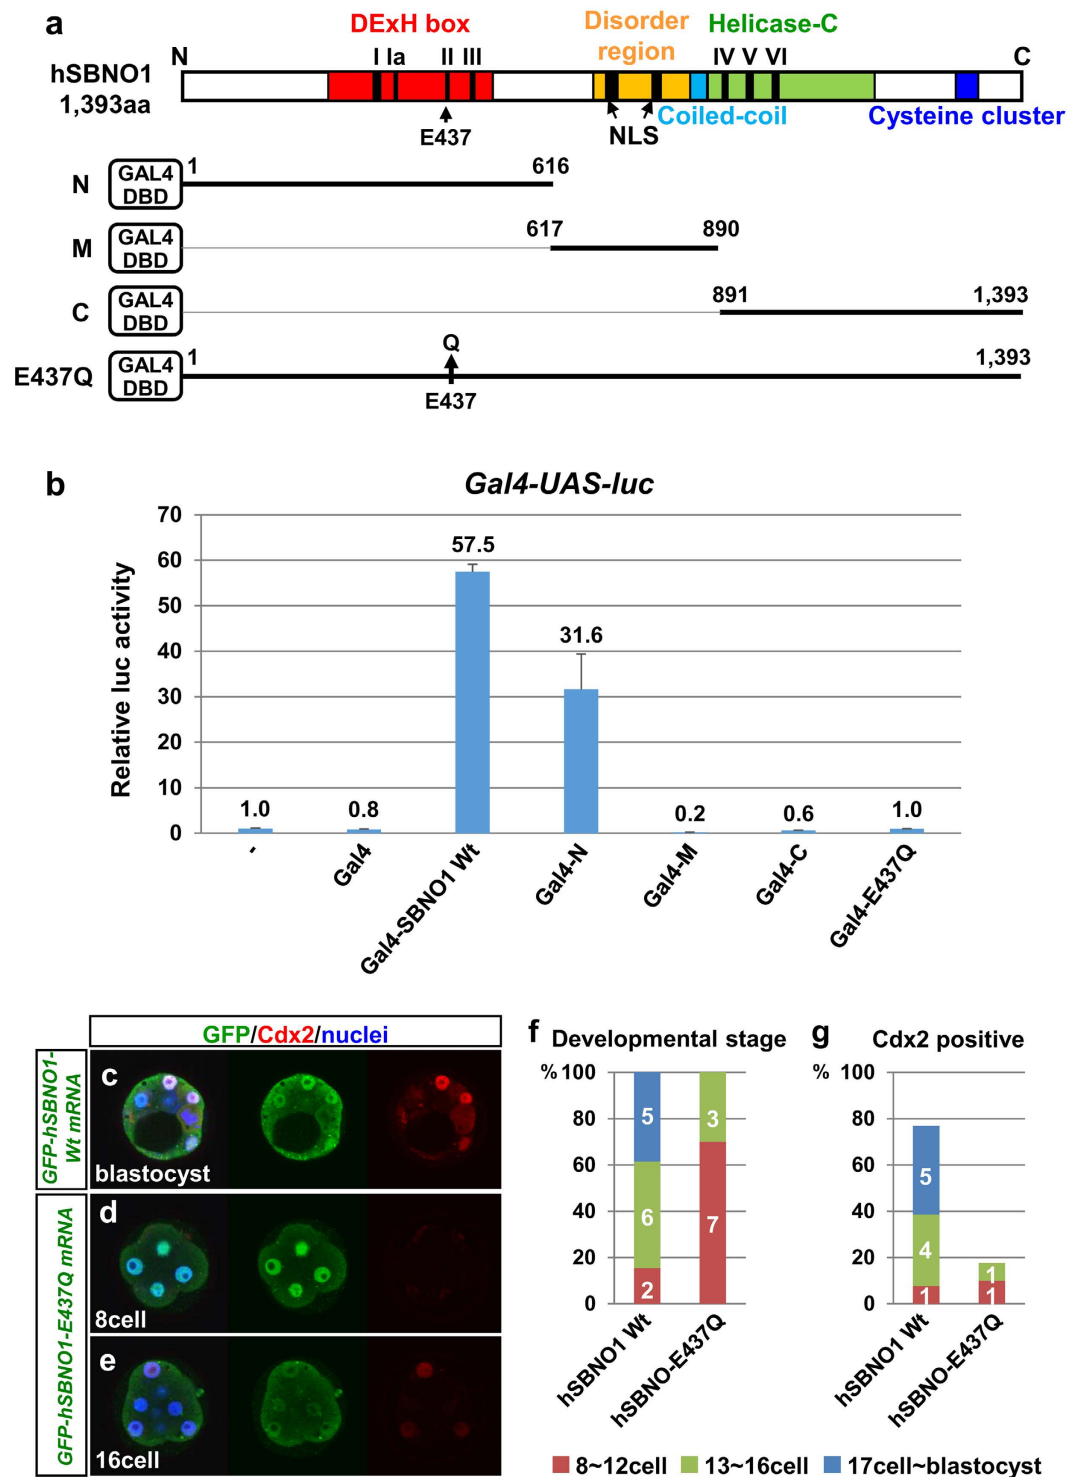 a
DExH box
Disorder
region
Helicase-C
N
I Ia II III
IV V VI
C
hSBNO1
1,393aa
E437
NLS
Coiled-coil
Cysteine cluster
N
GAL4
DBD
1
616
M
GAL4
DBD
617
890
C
GAL4
DBD
891
1,393
E437Q
GAL4
DBD
1
Q
E437
1,393
b
Gal4-UAS-luc
Relative luc activity
70
60
50
40
30
20
10
0
1.0
0.8
57.5
31.6
0.2
0.6
1.0
-
Gal4
Gal4-SBNO1 Wt
Gal4-N
Gal4-M
Gal4-C
Gal4-E437Q
GFP/Cdx2/nuclei
GFP-hSBNO1-
Wt mRNA
c
blastocyst
GFP-hSBNO1-E437Q mRNA
d
8cell
e
16cell
f
Developmental stage
% 100
80
60
40
20
0
5
6
2
3
7
hSBNO1 Wt
hSBNO-E437Q
g
Cdx2 positive
% 100
80
60
40
20
0
5
4
1
1
1
hSBNO1 Wt
hSBNO-E437Q
8~12cell 13~16cell 17cell~blastocyst